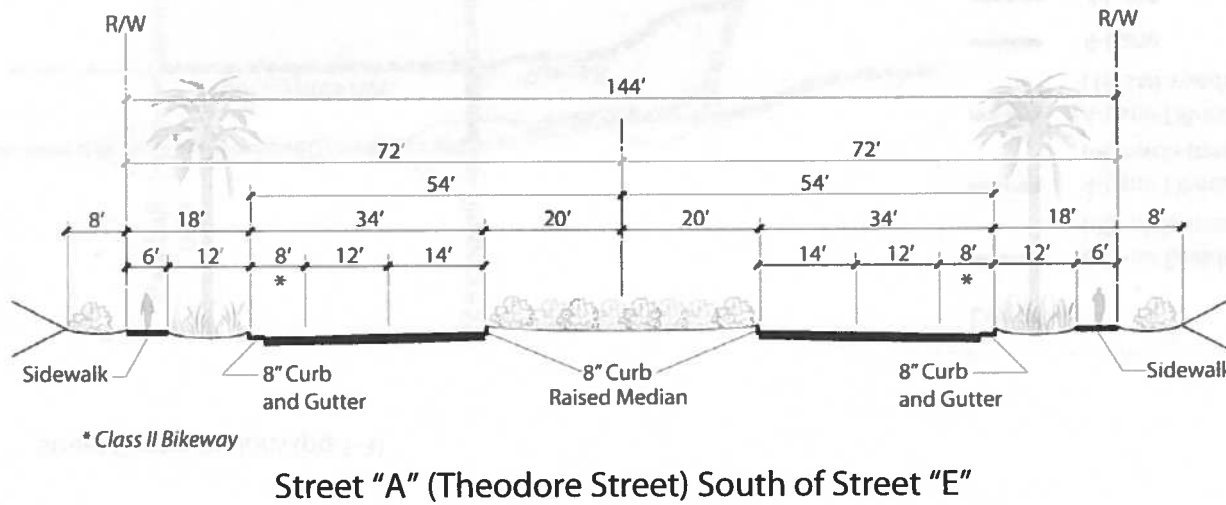 R/W R/W
144'
72' 72'
54' 54'
8' 18' 34' 20' 20' 34' 18' 8'
6' 12' 8' 12' 14' 14' 12' 8' 12' 6'
* *
Sidewalk 8" Curb and Gutter 8" Curb Raised Median 8" Curb and Gutter Sidewalk
* Class II Bikeway
Street "A" (Theodore Street) South of Street "E"